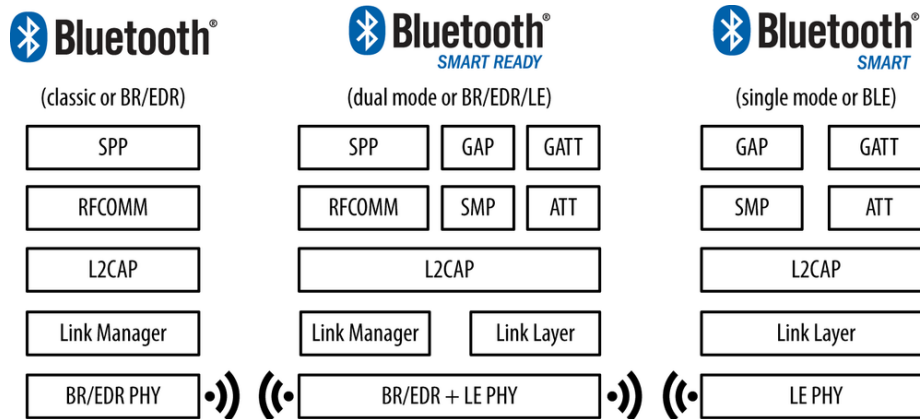 Bluetooth®
(classic or BR/EDR)
SPP
RFCOMM
L2CAP
Link Manager
BR/EDR PHY
Bluetooth®
SMART READY
(dual mode or BR/EDR/LE)
SPP GAP GATT
RFCOMM SMP ATT
L2CAP
Link Manager Link Layer
BR/EDR + LE PHY
Bluetooth®
SMART
(single mode or BLE)
GAP GATT
SMP ATT
L2CAP
Link Layer
LE PHY